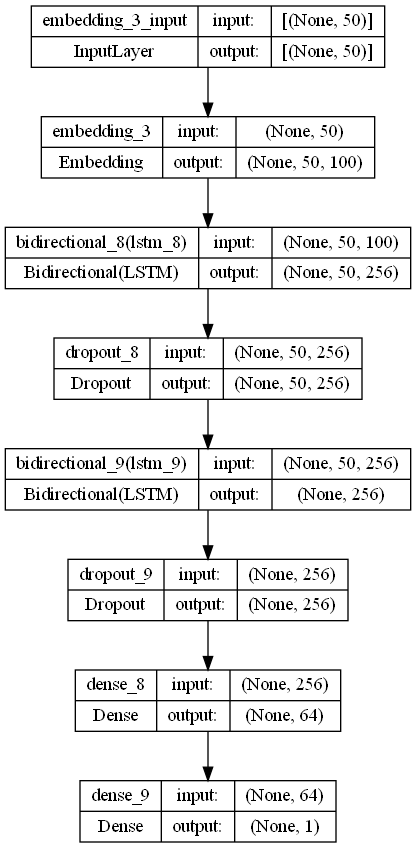 embedding_3_input input: [(None, 50)]
InputLayer output: [(None, 50)]
embedding_3 input: (None, 50)
Embedding output: (None, 50, 100)
bidirectional_8(lstm_8) input: (None, 50, 100)
Bidirectional(LSTM) output: (None, 50, 256)
dropout_8 input: (None, 50, 256)
Dropout output: (None, 50, 256)
bidirectional_9(lstm_9) input: (None, 50, 256)
Bidirectional(LSTM) output: (None, 256)
dropout_9 input: (None, 256)
Dropout output: (None, 256)
dense_8 input: (None, 256)
Dense output: (None, 64)
dense_9 input: (None, 64)
Dense output: (None, 1)